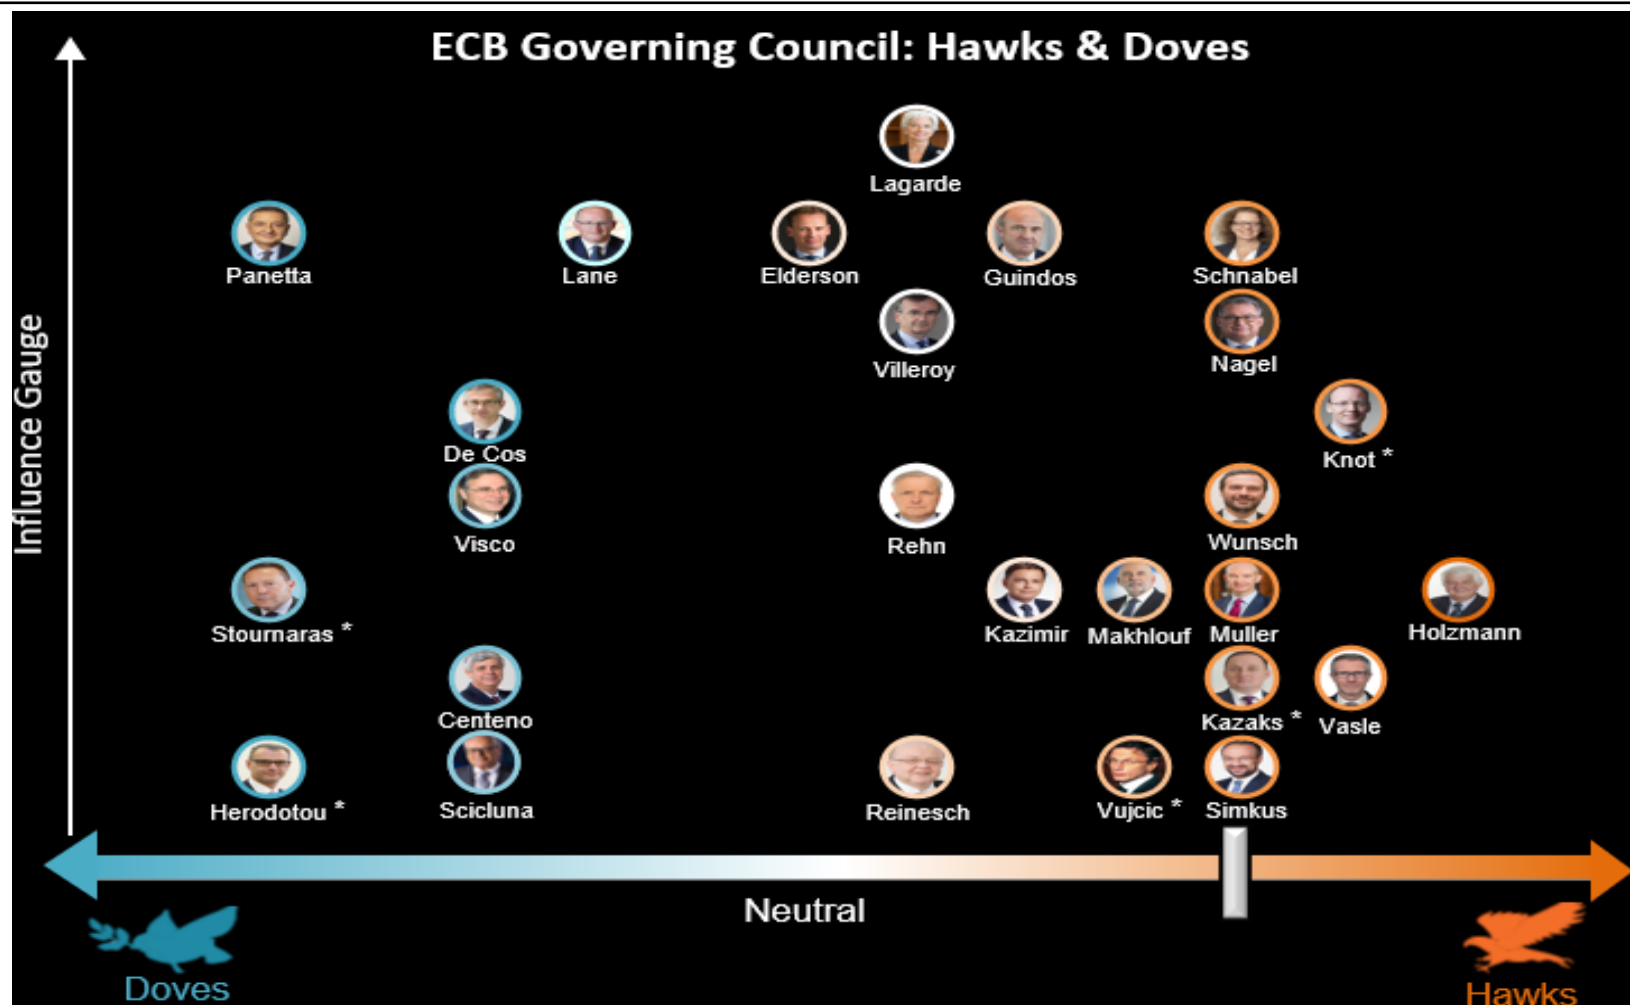 ECB Governing Council: Hawks & Doves
Influence Gauge
Lagarde
Panetta
Lane
Elderson
Guindos
Schnabel
Villeroy
Nagel
De Cos
Knot *
Visco
Rehn
Wunsch
Stournaras *
Kazimir
Makhlouf
Muller
Holzmann
Centeno
Kazaks *
Vasle
Herodotou *
Scicluna
Reinesch
Vujcic *
Simkus
Neutral
Doves
Hawks